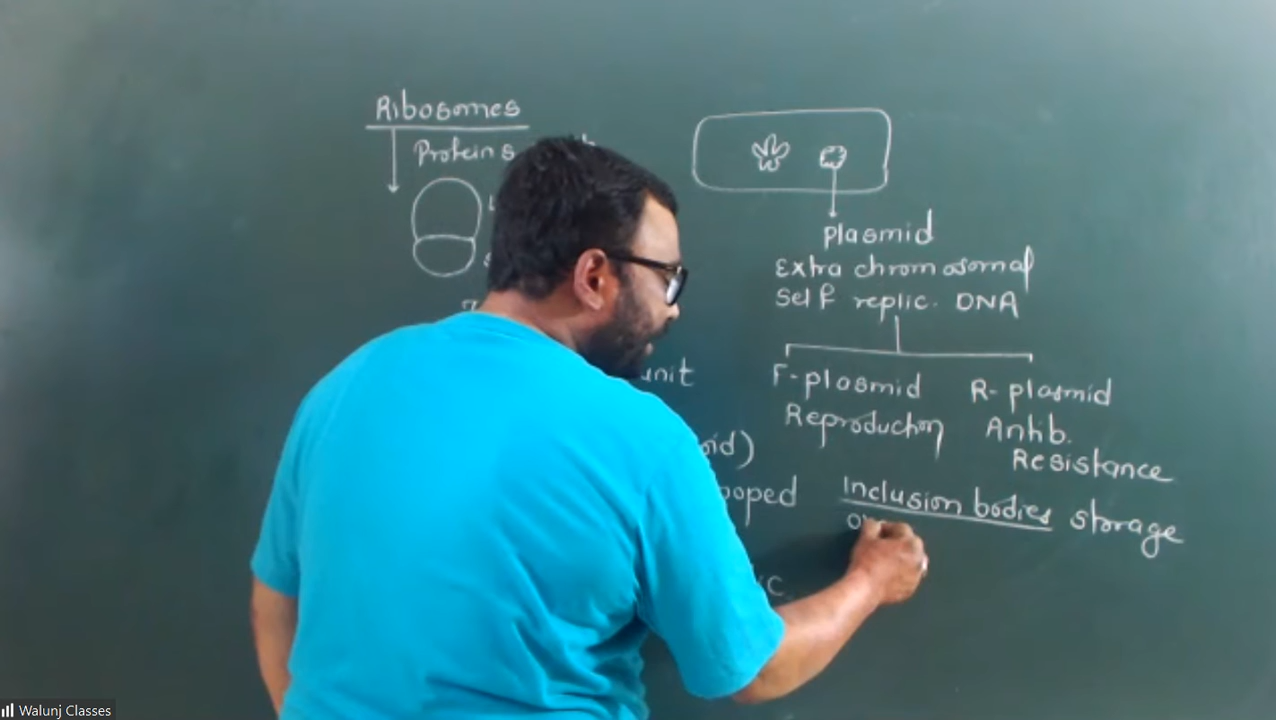 Ribosomes
Proteins
unit
plasmid
Extra chromosomal
Self replic. DNA
F-plasmid R-plasmid
Reproduction Antib.
Resistance
Inclusion bodies storage
Walunj Classes